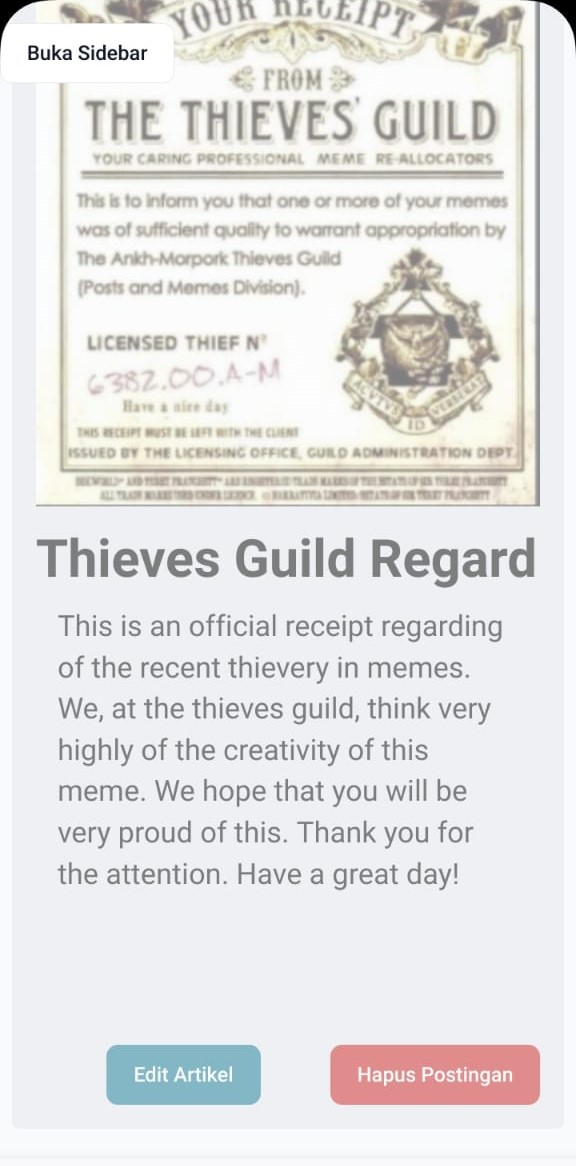 YOUR RECEIPT
Buka Sidebar
FROM
THE THIEVES' GUILD
YOUR CARING PROFESSIONAL MEME RE-ALLOCATORS
This is to inform you that one or more of your memes
was of sufficient quality to warrant appropriation by
The Ankh-Morpork Thieves Guild
(Posts and Memes Division).
LICENSED THIEF Nº
6382.00.A-M
Have a nice day
ACVTVS ID VERBERAT
THIS RECEIPT MUST BE LEFT WITH THE CLIENT
ISSUED BY THE LICENSING OFFICE, GUILD ADMINISTRATION DEPT.
Thieves Guild Regard
This is an official receipt regarding
of the recent thievery in memes.
We, at the thieves guild, think very
highly of the creativity of this
meme. We hope that you will be
very proud of this. Thank you for
the attention. Have a great day!
Edit Artikel
Hapus Postingan